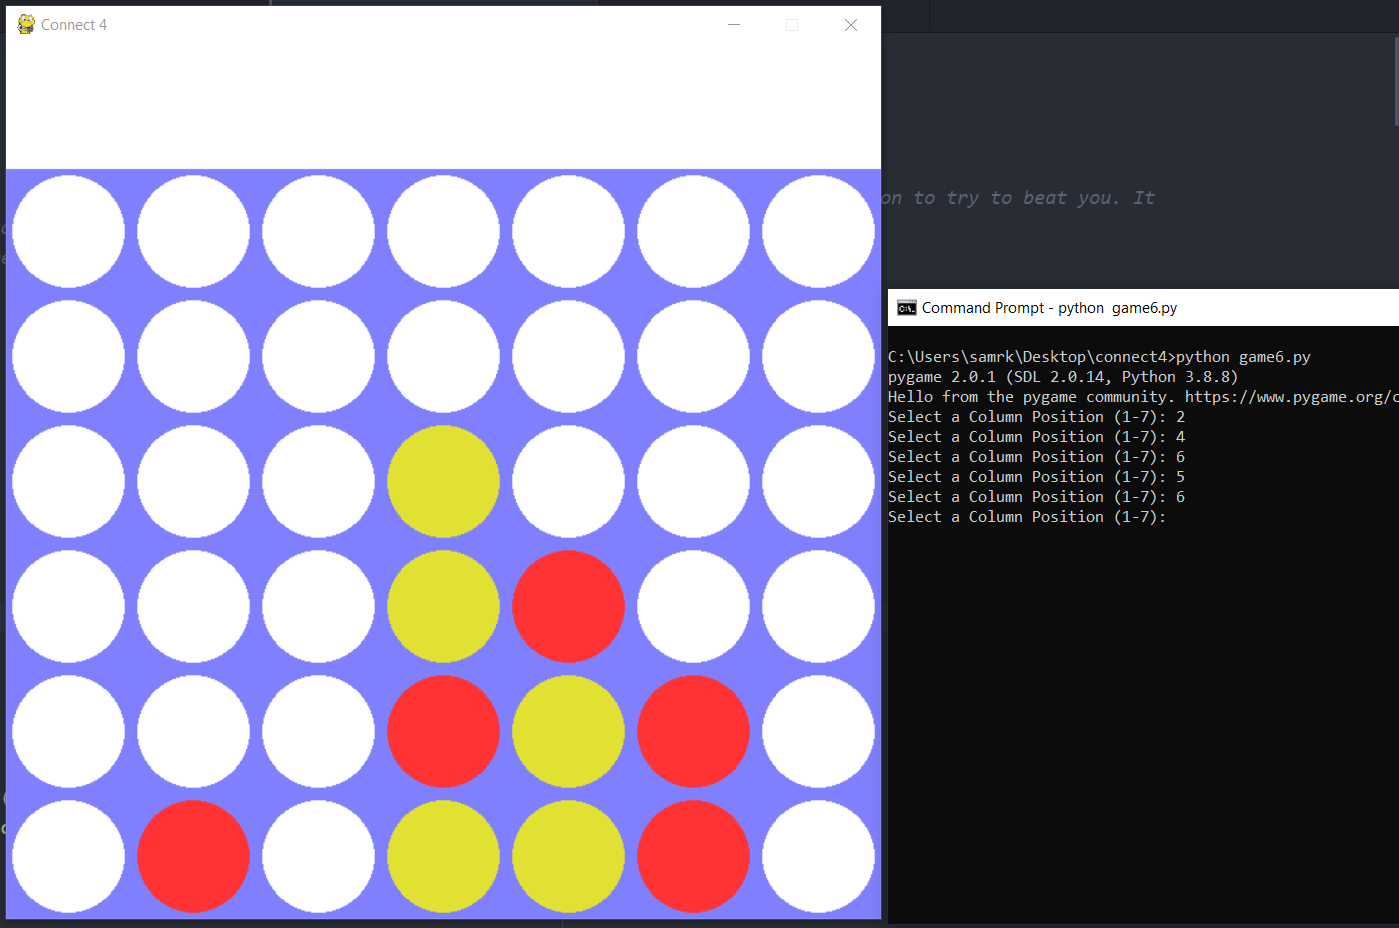 Connect 4
on to try to beat you. It
Command Prompt - python  game6.py
C:\Users\samrk\Desktop\connect4>python game6.py
pygame 2.0.1 (SDL 2.0.14, Python 3.8.8)
Hello from the pygame community. https://www.pygame.org/c
Select a Column Position (1-7): 2
Select a Column Position (1-7): 4
Select a Column Position (1-7): 6
Select a Column Position (1-7): 5
Select a Column Position (1-7): 6
Select a Column Position (1-7):